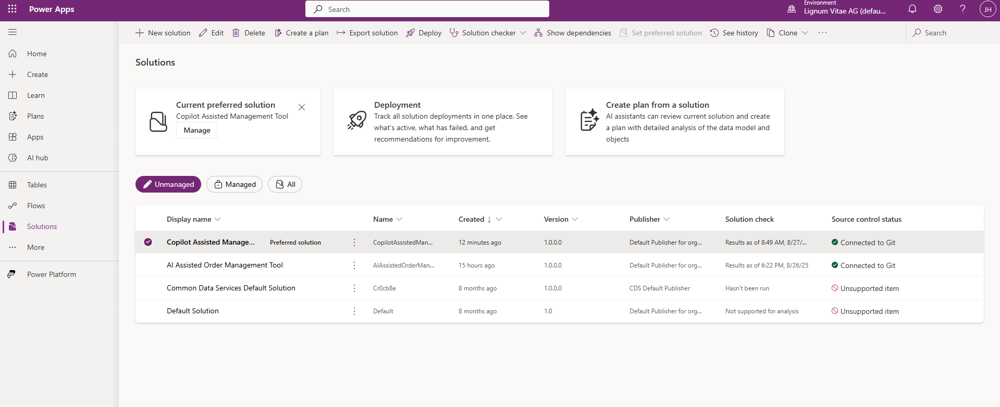 Power Apps
Search
Environment
Lignum Vitae AG (defau...
JH
New solution
Edit
Delete
Create a plan
Export solution
Deploy
Solution checker
Show dependencies
Set preferred solution
See history
Clone
Search
Home
Create
Learn
Plans
Apps
AI hub
Tables
Flows
Solutions
More
Power Platform
Solutions
Current preferred solution
Copilot Assisted Management Tool
Manage
Deployment
Track all solution deployments in one place. See
what's active, what has failed, and get
recommendations for improvement.
Create plan from a solution
AI assistants can review current solution and create
a plan with detailed analysis of the data model and
objects
Unmanaged
Managed
All
Display name Name Created Version Publisher Solution check Source control status
Copilot Assisted Manage... Preferred solution CopilotAssistedMan... 12 minutes ago 1.0.0.0 Default Publisher for org... Results as of 8:49 AM, 8/27/... Connected to Git
AI Assisted Order Management Tool AIAssistedOrderMan... 15 hours ago 1.0.0.0 Default Publisher for org... Results as of 6:22 PM, 8/26/25 Connected to Git
Common Data Services Default Solution Cr0cb8e 8 months ago 1.0.0.0 CDS Default Publisher Hasn't been run Unsupported item
Default Solution Default 8 months ago 1.0 Default Publisher for org... Not supported for analysis Unsupported item